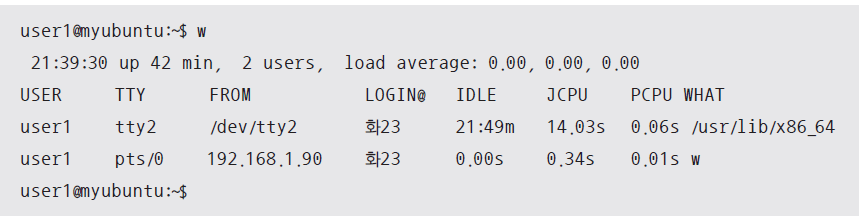 user1@myubuntu:~$ w
21:39:30 up 42 min, 2 users, load average: 0.00, 0.00, 0.00
USER TTY FROM LOGIN@ IDLE JCPU PCPU WHAT
user1 tty2 /dev/tty2 화23 21:49m 14.03s 0.06s /usr/lib/x86_64
user1 pts/0 192.168.1.90 화23 0.00s 0.34s 0.01s w
user1@myubuntu:~$